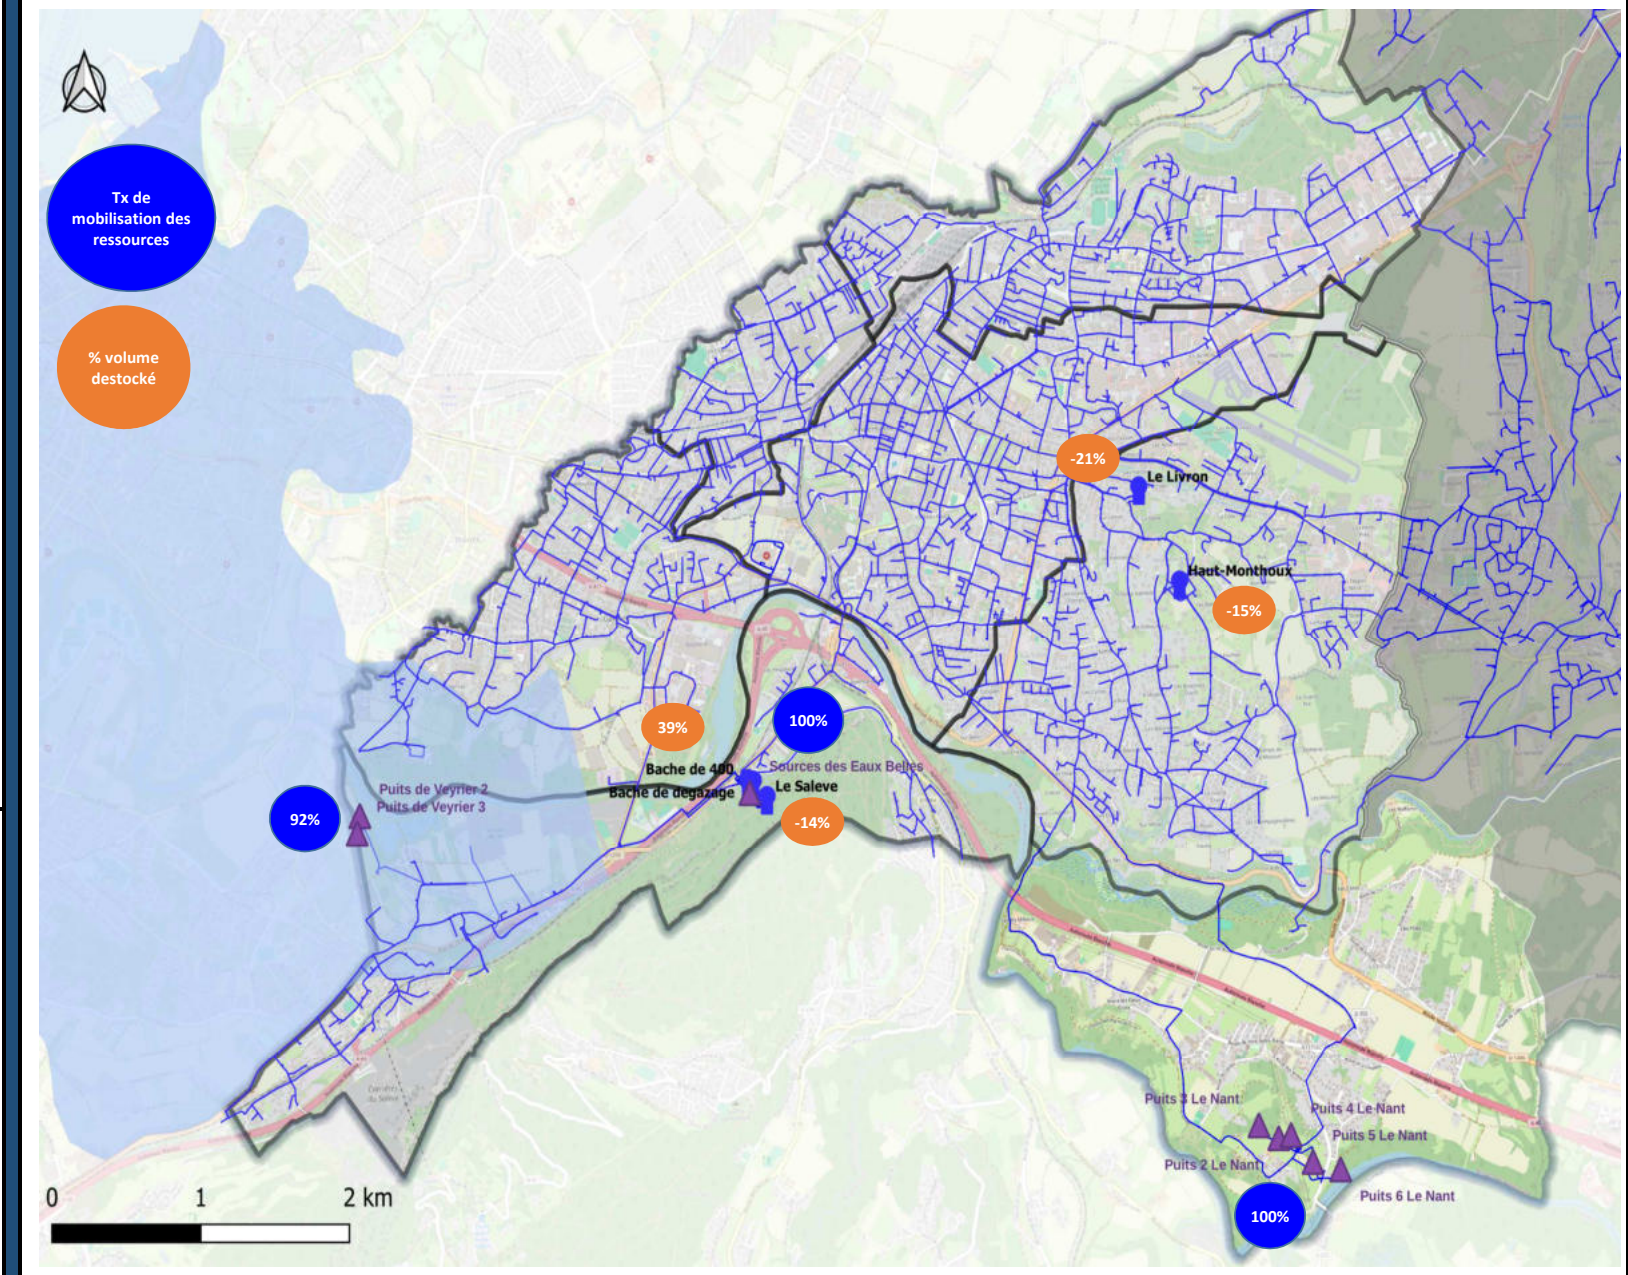 Tx de
mobilisation des
ressources
% volume
destocké
-21%
Le Livron
Haut-Monthoux
-15%
39%
100%
Bache de 400
Sources des Eaux Belles
Bache de degazage
Le Saleve
-14%
Puits de Veyrier 2
Puits de Veyrier 3
92%
Puits 3 Le Nant
Puits 4 Le Nant
Puits 5 Le Nant
Puits 2 Le Nant
Puits 6 Le Nant
100%
0 1 2 km